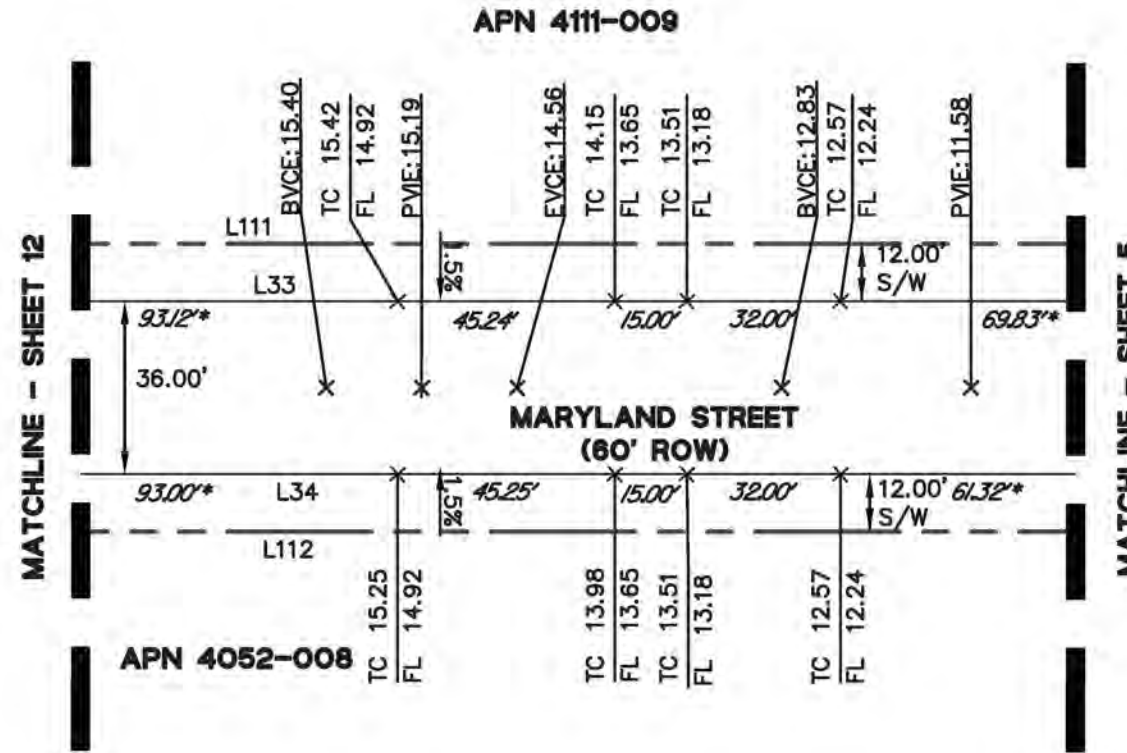 APN 4111-009
BVCE: 15.40
TC 15.42
FL 14.92
PVIE: 15.19
EVCE: 14.56
TC 14.15
FL 13.65
TC 13.51
FL 13.18
BVCE: 12.83
TC 12.57
FL 12.24
PVIE: 11.58
MATCHLINE - SHEET 12
L111
1.5%
12.00'
S/W
L33
93.12'*
45.24'
15.00'
32.00'
69.83'*
36.00'
MARYLAND STREET
(60' ROW)
93.00'*
L34
1.5%
45.25'
15.00'
32.00'
12.00'
S/W
61.32'*
L112
TC 15.25
FL 14.92
TC 13.98
FL 13.65
TC 13.51
FL 13.18
TC 12.57
FL 12.24
APN 4052-008
MATCHLINE - SHEET